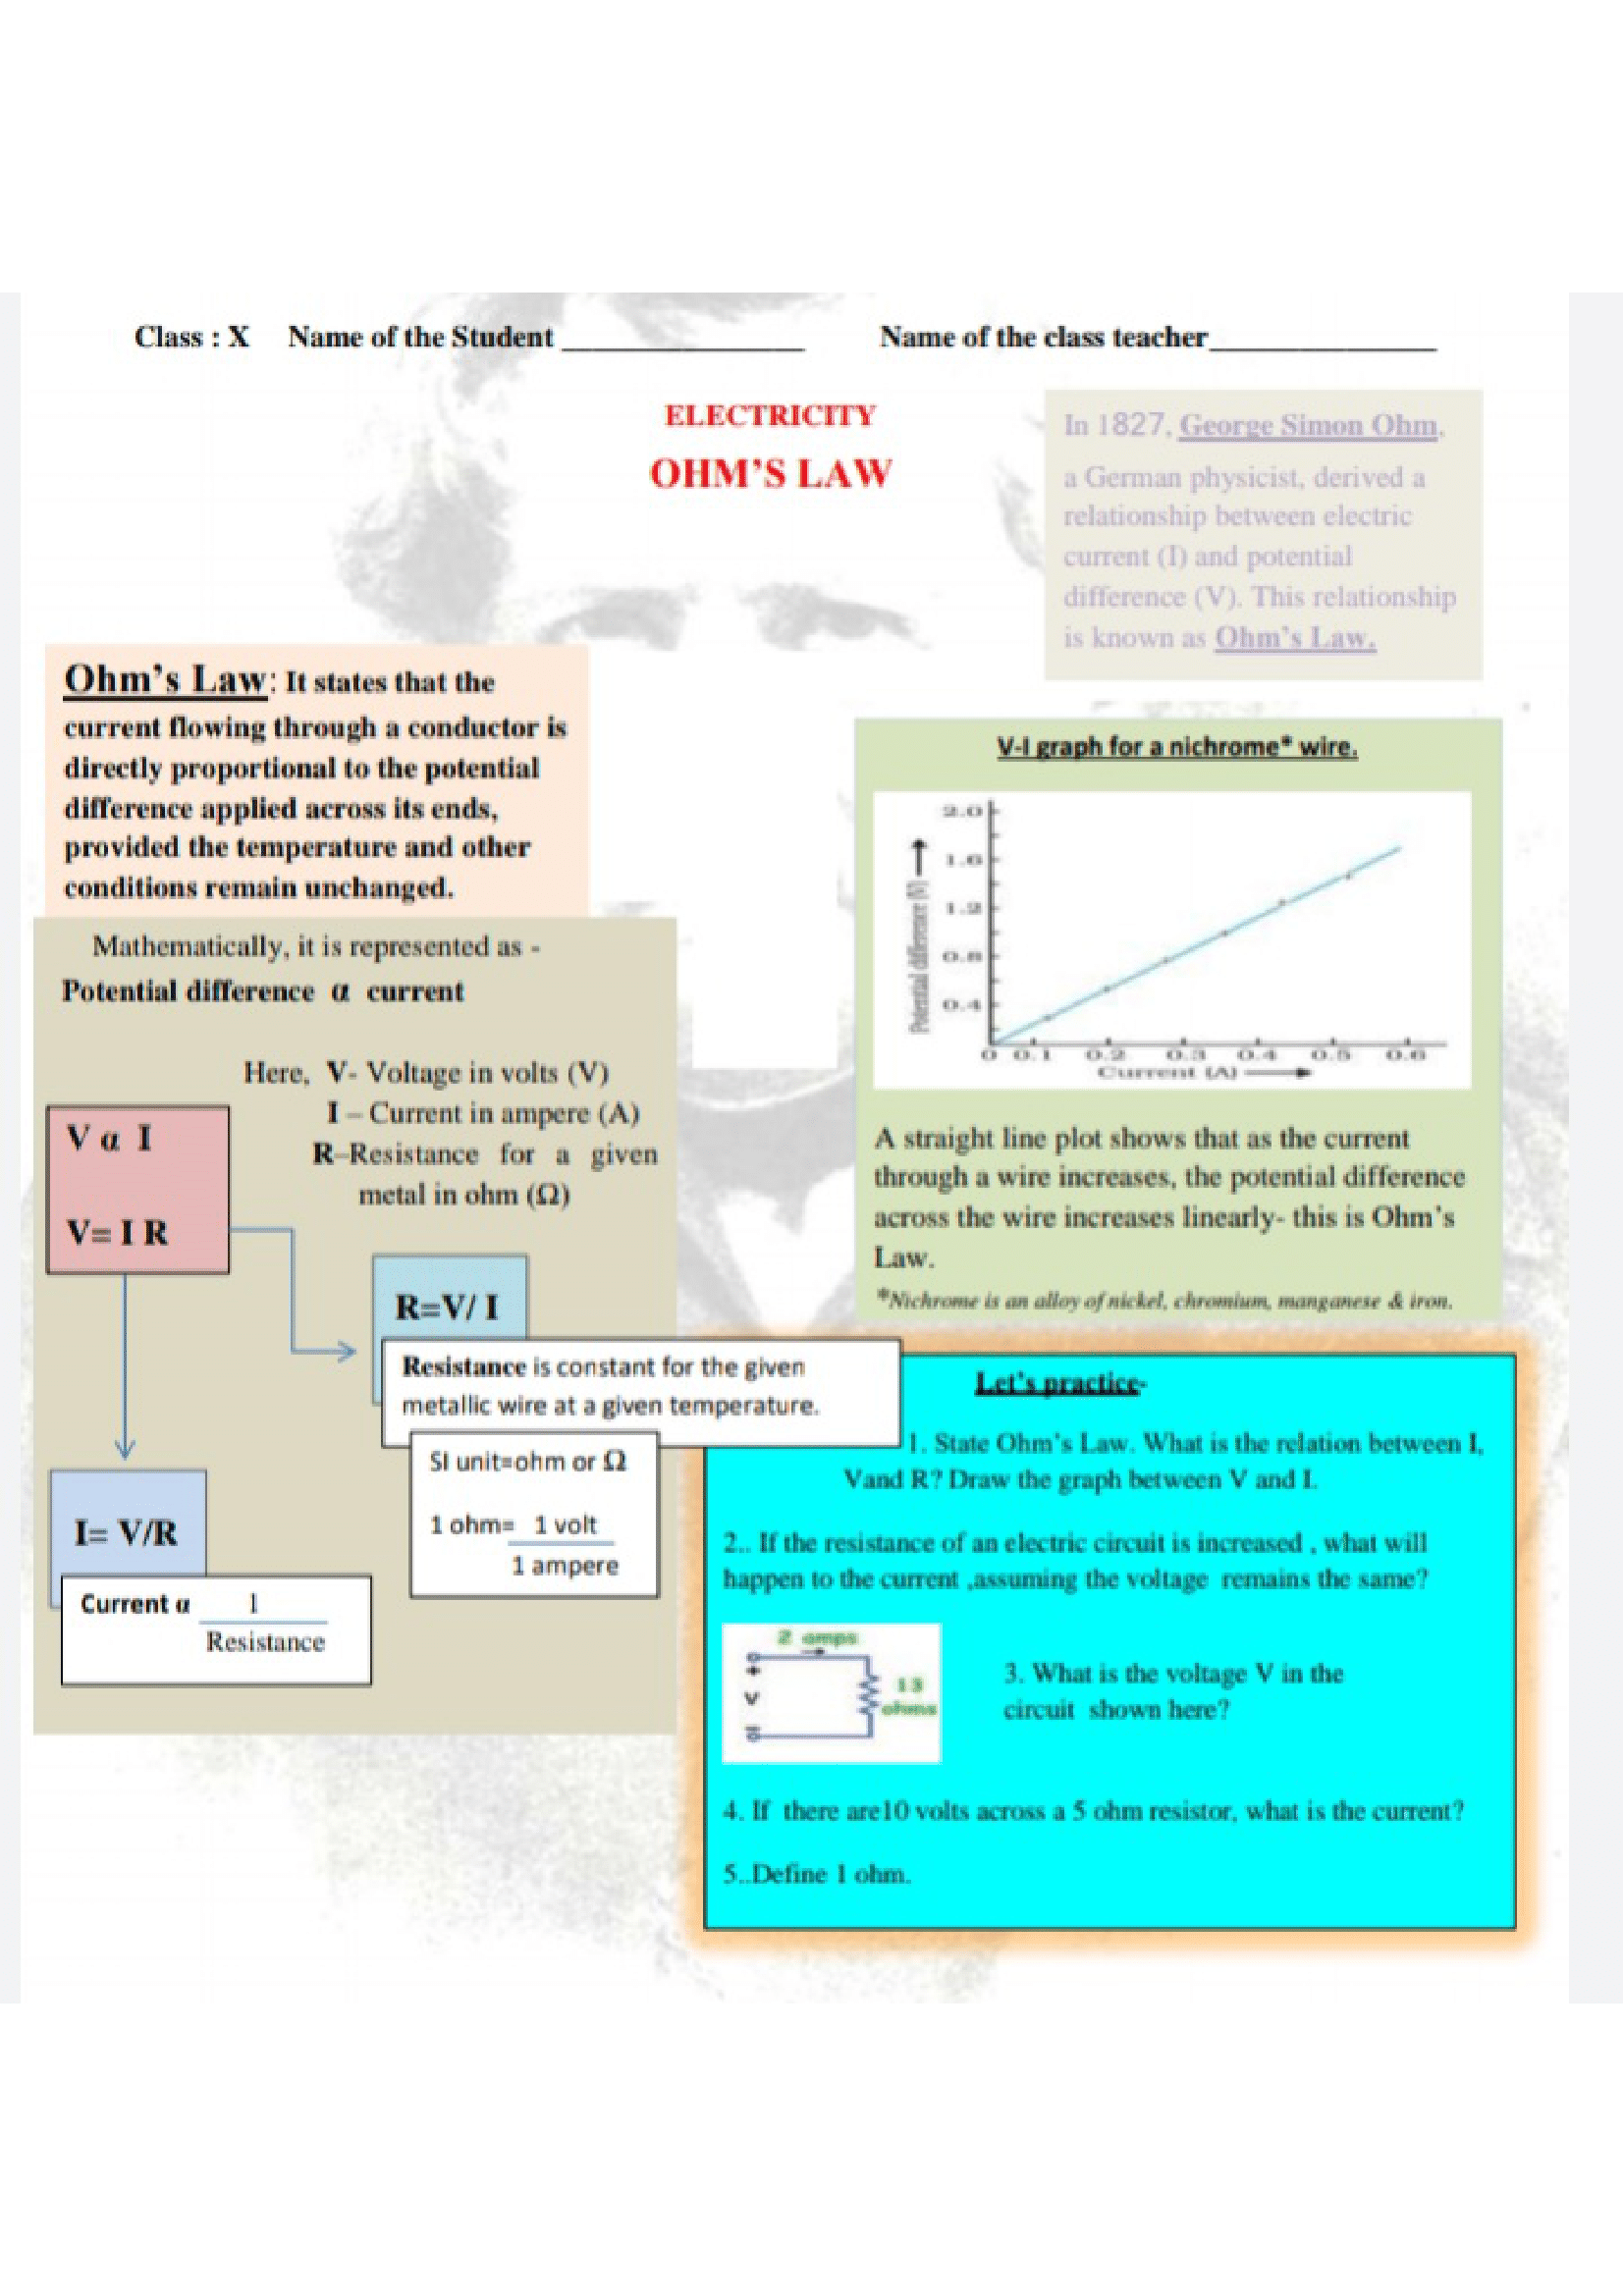 Class : X Name of the Student ________________ Name of the class teacher_______________
ELECTRICITY
OHM'S LAW
In 1827, George Simon Ohm,
a German physicist, derived a
relationship between electric
current (I) and potential
difference (V). This relationship
is known as Ohm's Law.
Ohm's Law: It states that the
current flowing through a conductor is
directly proportional to the potential
difference applied across its ends,
provided the temperature and other
conditions remain unchanged.
Mathematically, it is represented as -
Potential difference α current
Here, V- Voltage in volts (V)
I – Current in ampere (A)
R–Resistance for a given
metal in ohm (Ω)
V α I
V= I R
R=V/ I
Resistance is constant for the given
metallic wire at a given temperature.
SI unit=ohm or Ω
1 ohm= 1 volt
1 ampere
I= V/R
Current α 1
Resistance
V-I graph for a nichrome* wire.
2.0
1.6
1.2
0.8
0.4
Potential difference (V)
0 0.1 0.2 0.3 0.4 0.5 0.6
Current (A)
A straight line plot shows that as the current
through a wire increases, the potential difference
across the wire increases linearly- this is Ohm's
Law.
*Nichrome is an alloy of nickel, chromium, manganese & iron.
Let's practice-
1. State Ohm's Law. What is the relation between I,
Vand R? Draw the graph between V and I.
2.. If the resistance of an electric circuit is increased , what will
happen to the current ,assuming the voltage remains the same?
2 amps
+
V
13
ohms
3. What is the voltage V in the
circuit shown here?
4. If there are10 volts across a 5 ohm resistor, what is the current?
5..Define 1 ohm.